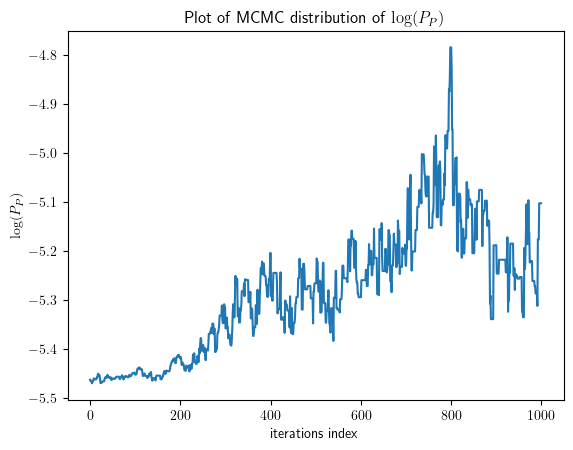 Plot of MCMC distribution of log(P_P)
log(P_P)
−4.8
−4.9
−5.0
−5.1
−5.2
−5.3
−5.4
−5.5
0 200 400 600 800 1000
iterations index